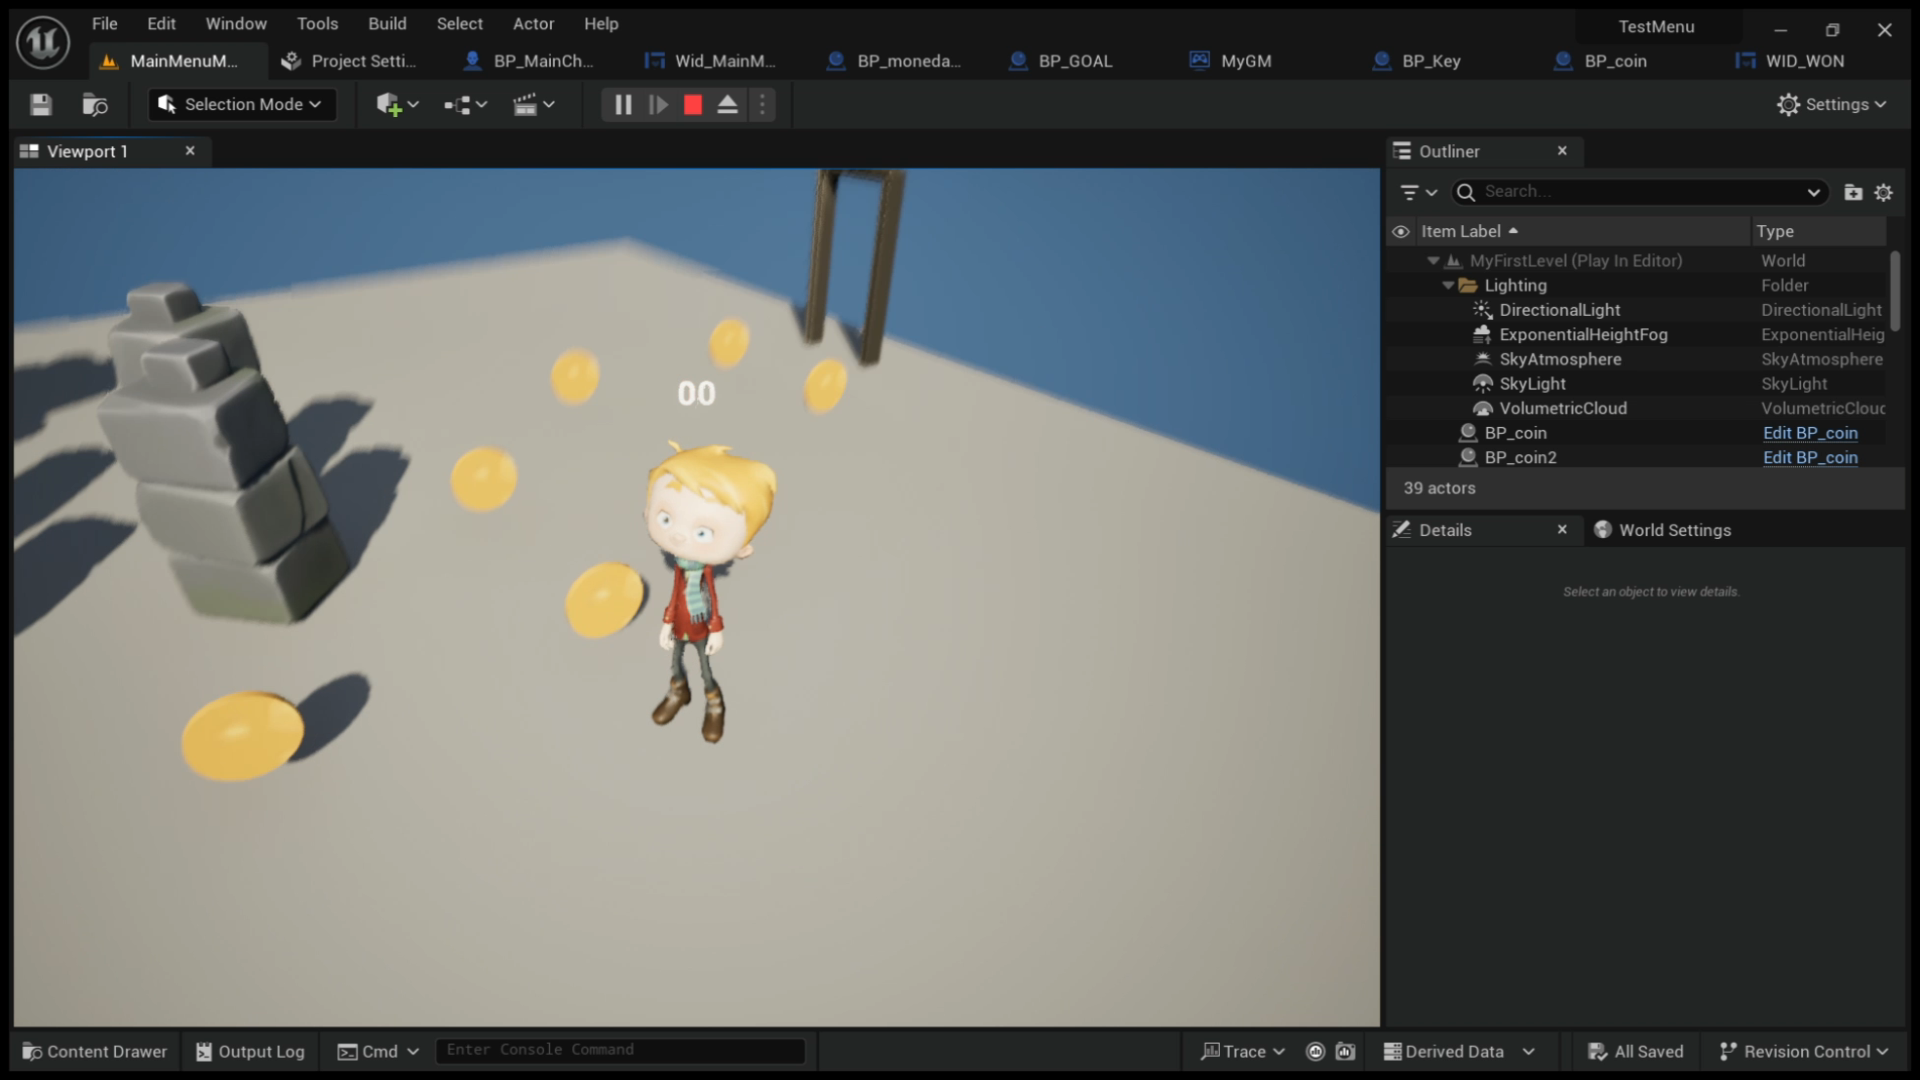 File Edit Window Tools Build Select Actor Help
TestMenu
MainMenuM... Project Setti... BP_MainCh... Wid_MainM... BP_moneda... BP_GOAL MyGM BP_Key BP_coin WID_WON
Selection Mode
Settings
Viewport 1
Outliner
Search...
Item Label Type
MyFirstLevel (Play In Editor) World
Lighting Folder
DirectionalLight DirectionalLight
ExponentialHeightFog ExponentialHeig
SkyAtmosphere SkyAtmosphere
SkyLight SkyLight
VolumetricCloud VolumetricClouc
BP_coin Edit BP_coin
BP_coin2 Edit BP_coin
39 actors
00
Details World Settings
Select an object to view details.
Content Drawer Output Log Cmd Enter Console Command Trace Derived Data All Saved Revision Control